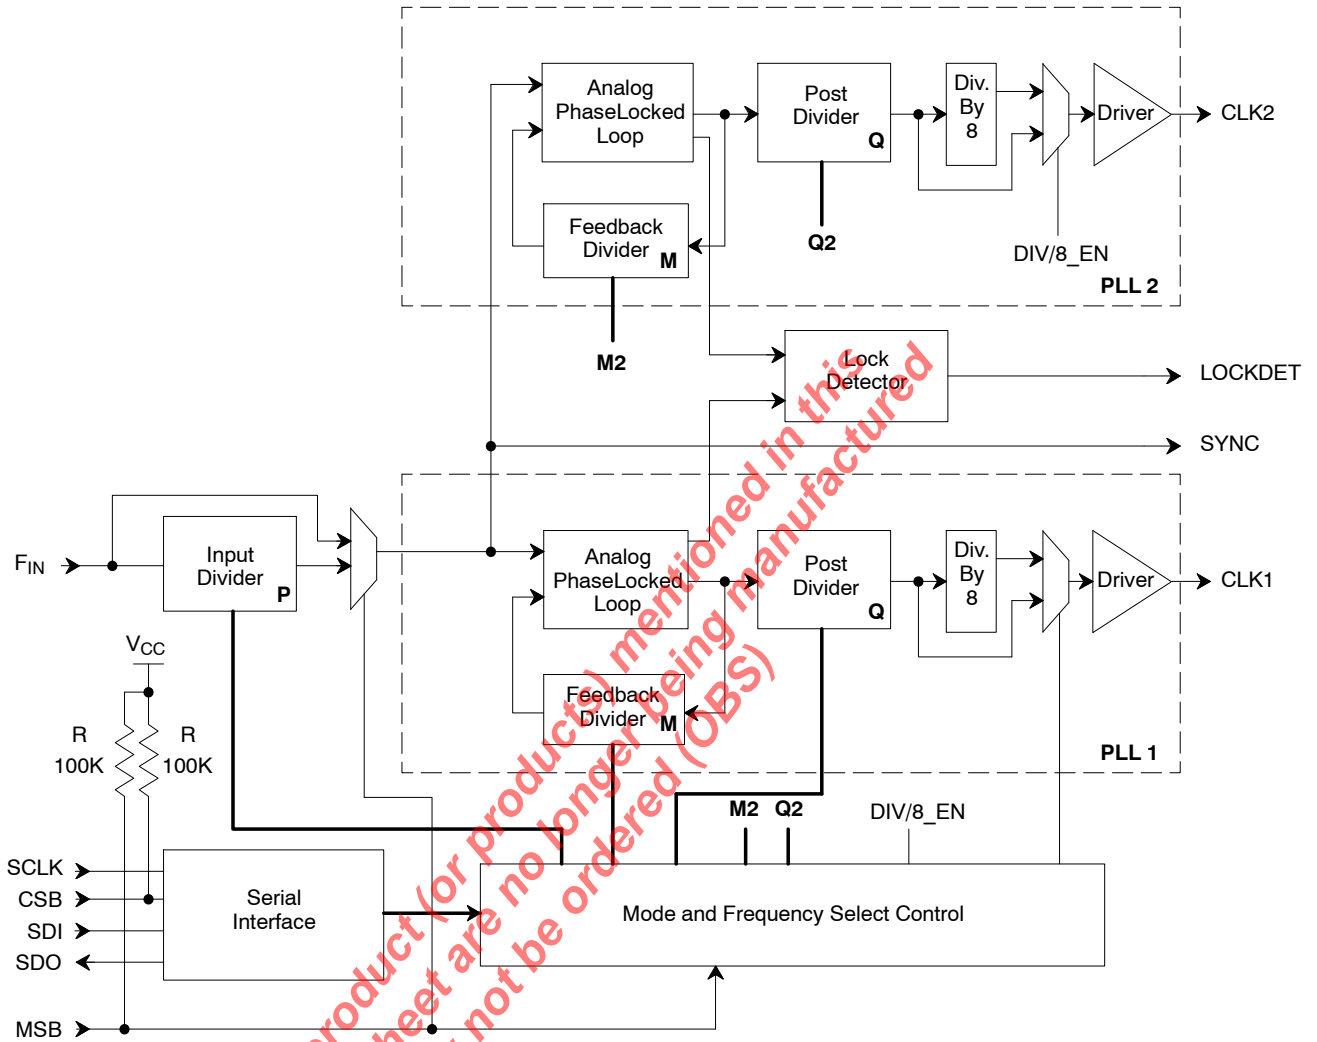 Analog
PhaseLocked
Loop
Post
Divider
Q
Div.
By
8
Driver
CLK2
Feedback
Divider
M
Q2
DIV/8_EN
PLL 2
M2
Lock
Detector
LOCKDET
SYNC
FIN
Input
Divider
P
Analog
PhaseLocked
Loop
Post
Divider
Q
Div.
By
8
Driver
CLK1
Feedback
Divider
M
PLL 1
VCC
R
100K
R
100K
M2
Q2
DIV/8_EN
SCLK
CSB
SDI
SDO
MSB
Serial
Interface
Mode and Frequency Select Control
product (or products) mentioned in this
heet are no longer being manufactured
not be ordered (OBS)